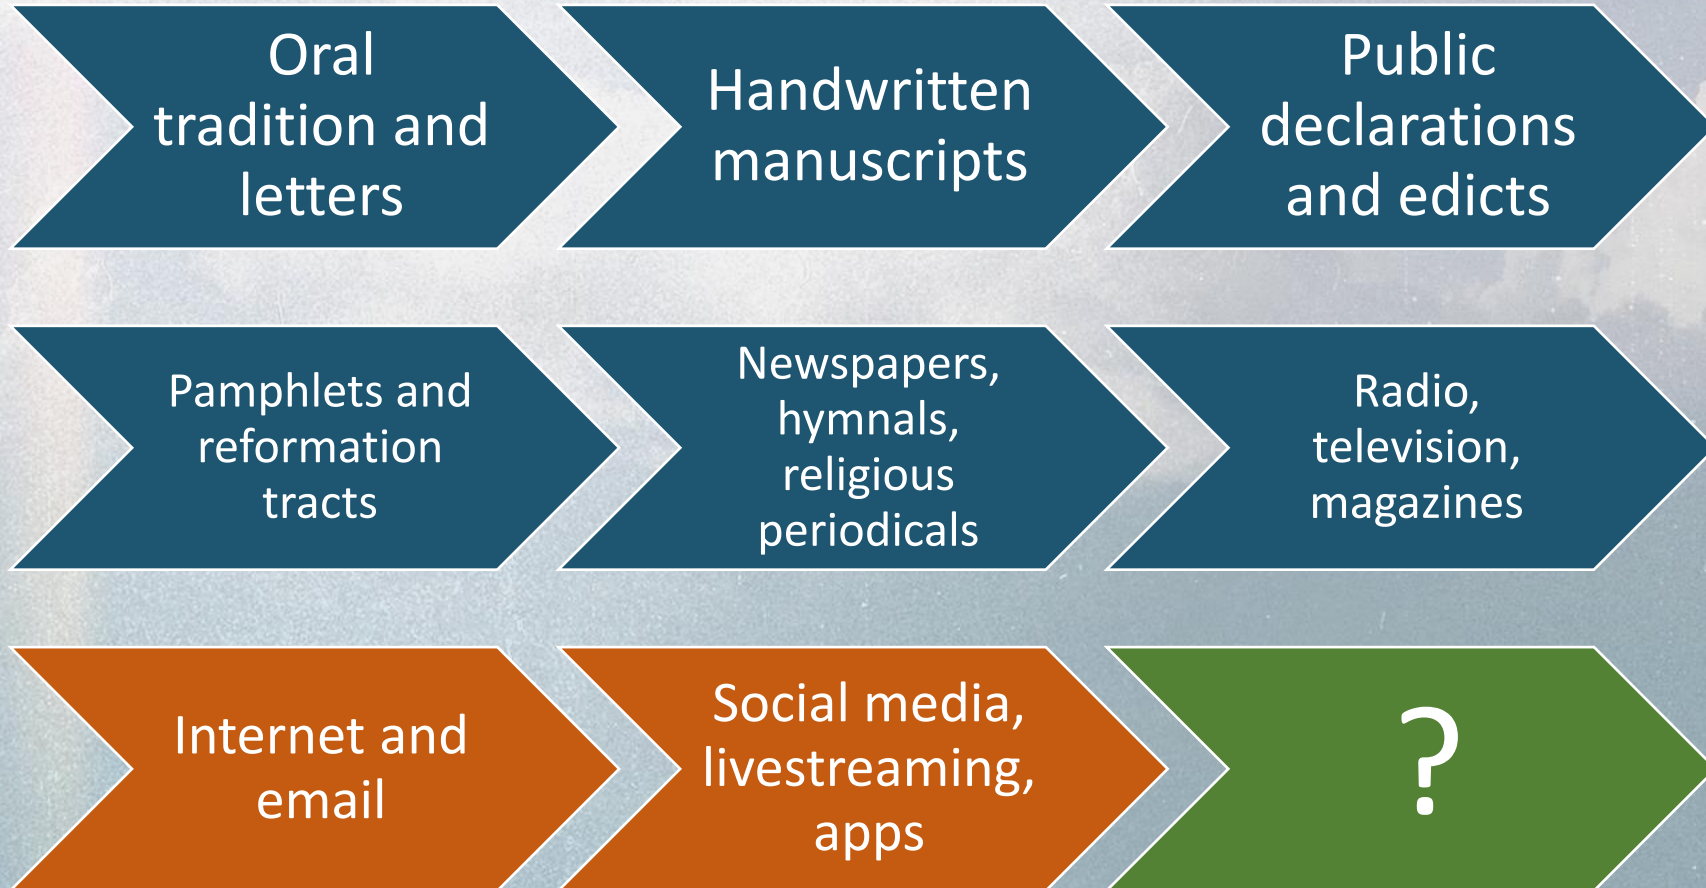 Oral
tradition and
letters
Handwritten
manuscripts
Public
declarations
and edicts
Pamphlets and
reformation
tracts
Newspapers,
hymnals,
religious
periodicals
Radio,
television,
magazines
Internet and
email
Social media,
livestreaming,
apps
?